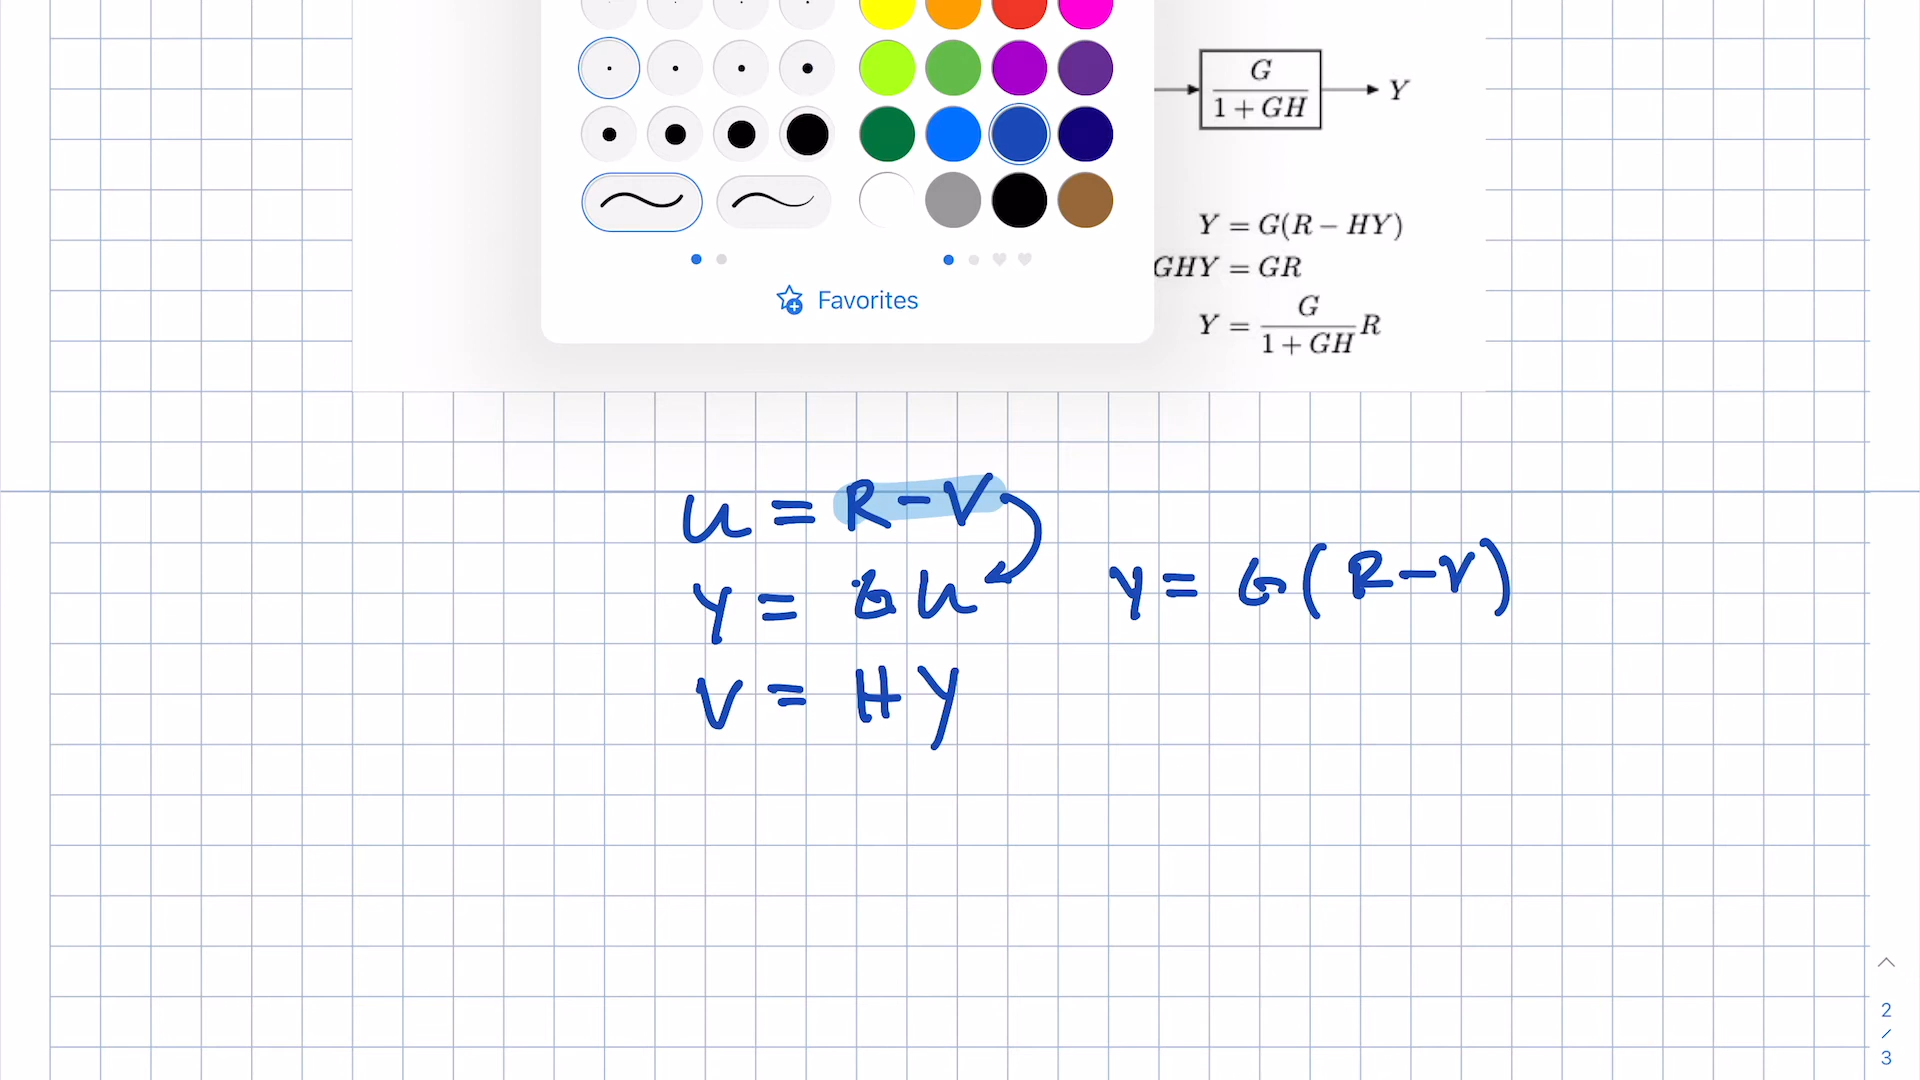 G
1 + GH
Y
Y = G(R − HY)
GHY = GR
Y = G
1 + GH R
Favorites
u = R − V
y = G u
y = G ( R − V )
V = H Y
2
/
3